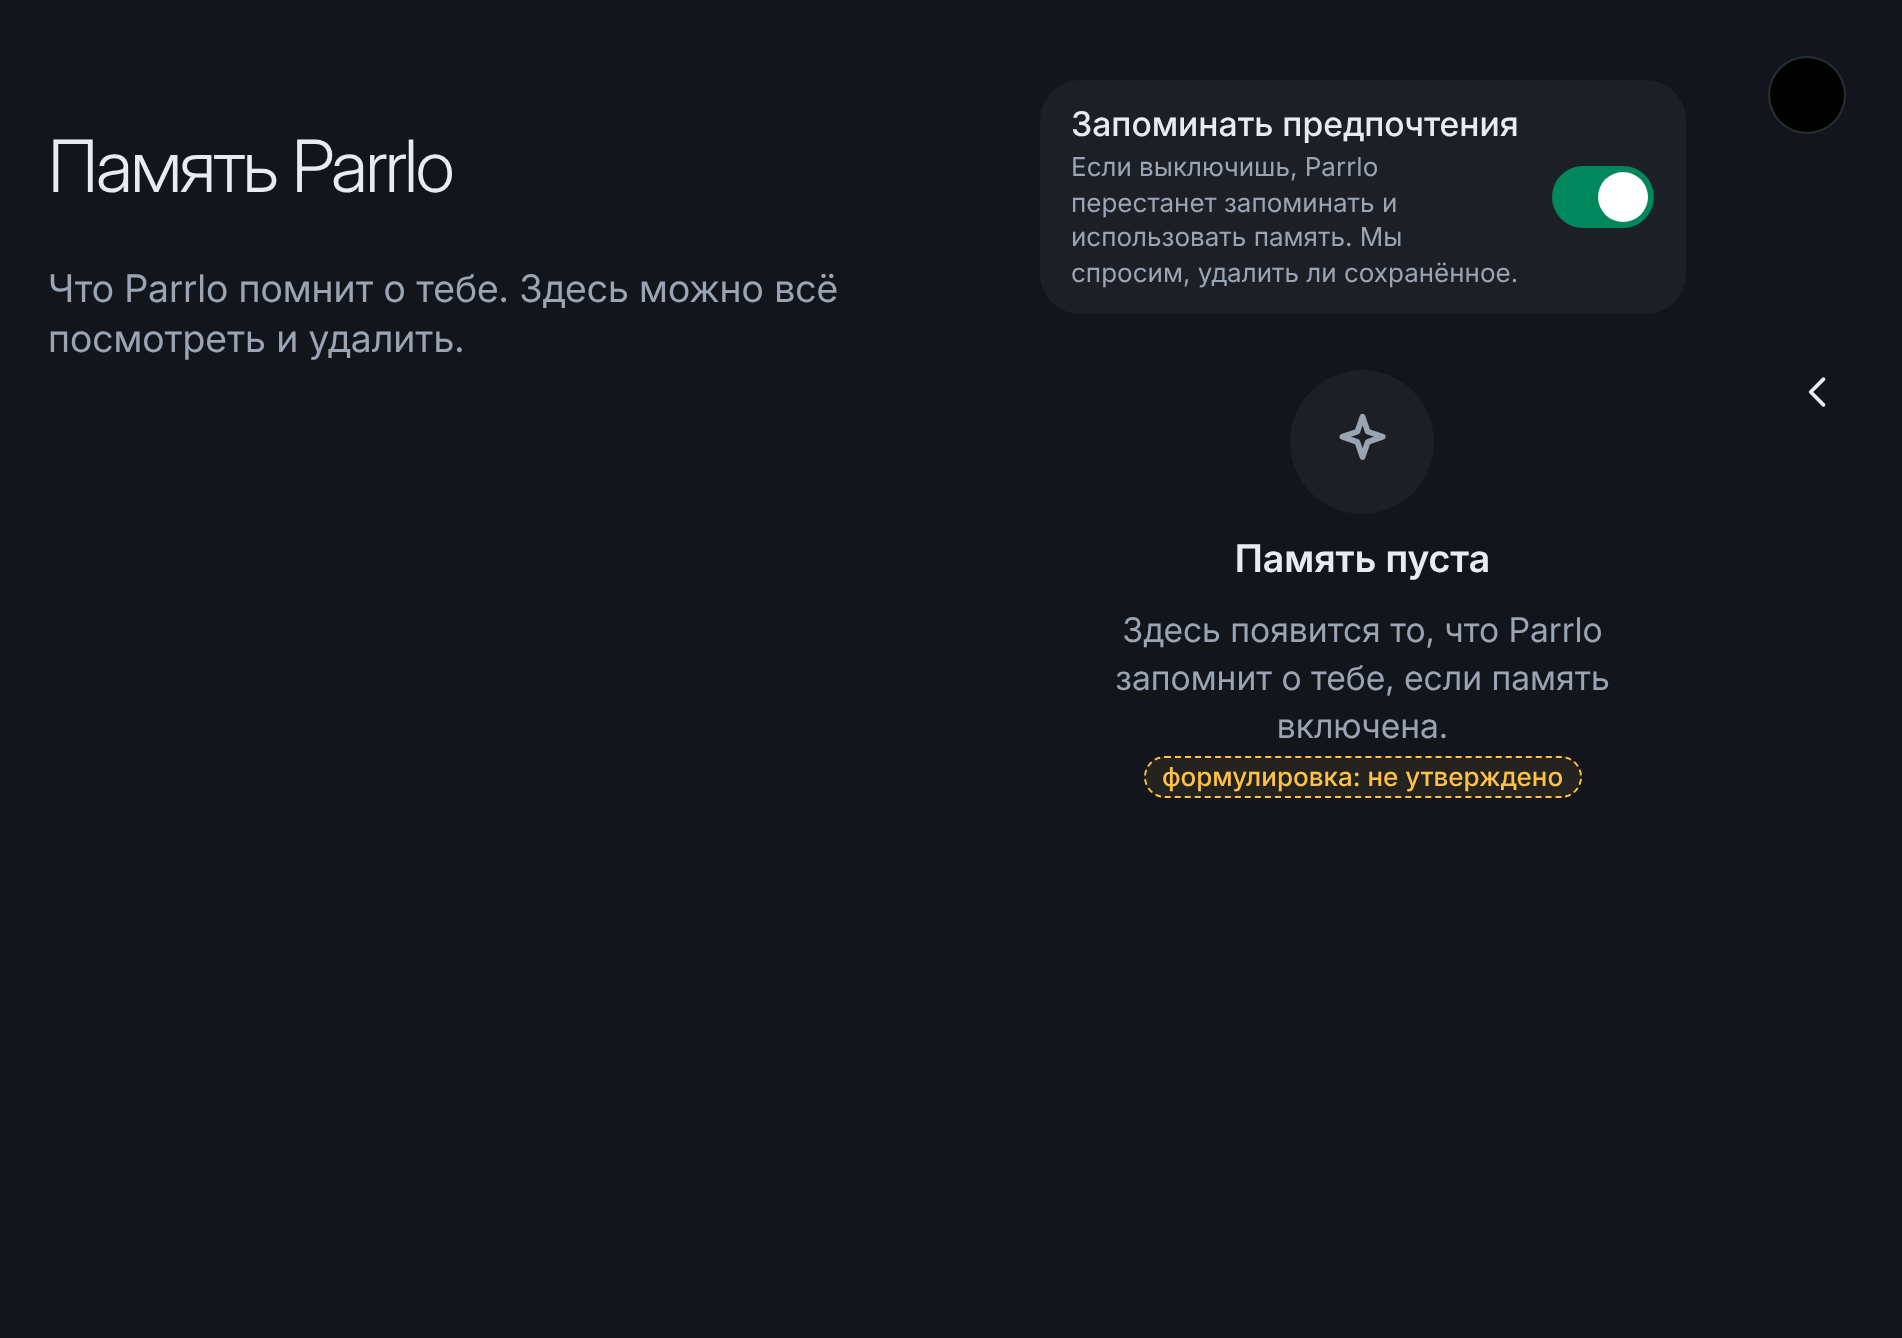 Память Parrlo
Что Parrlo помнит о тебе. Здесь можно всё
посмотреть и удалить.
Запоминать предпочтения
Если выключишь, Parrlo
перестанет запоминать и
использовать память. Мы
спросим, удалить ли сохранённое.
Память пуста
Здесь появится то, что Parrlo
запомнит о тебе, если память
включена.
формулировка: не утверждено